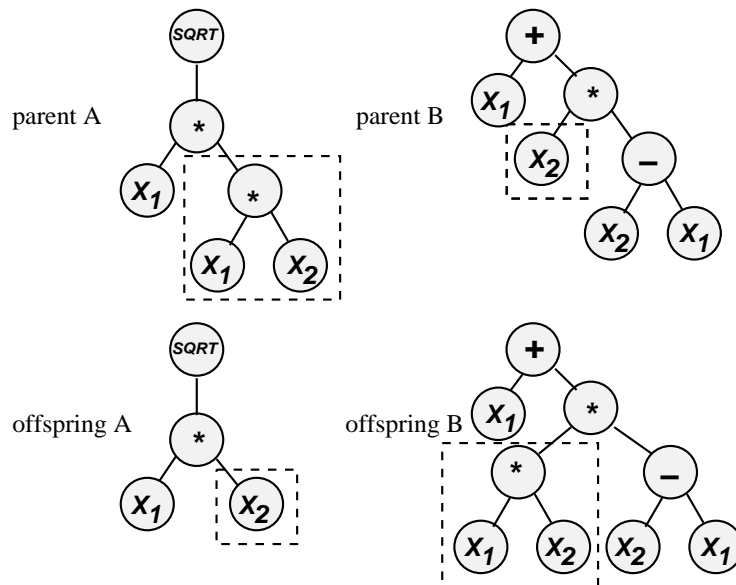 SQRT
+
parent A
*
X1
*
X1 X2
parent B
X1
*
X2
−
X2 X1
SQRT
+
offspring A
*
X1
X2
offspring B
X1
*
*
−
X1 X2 X2 X1